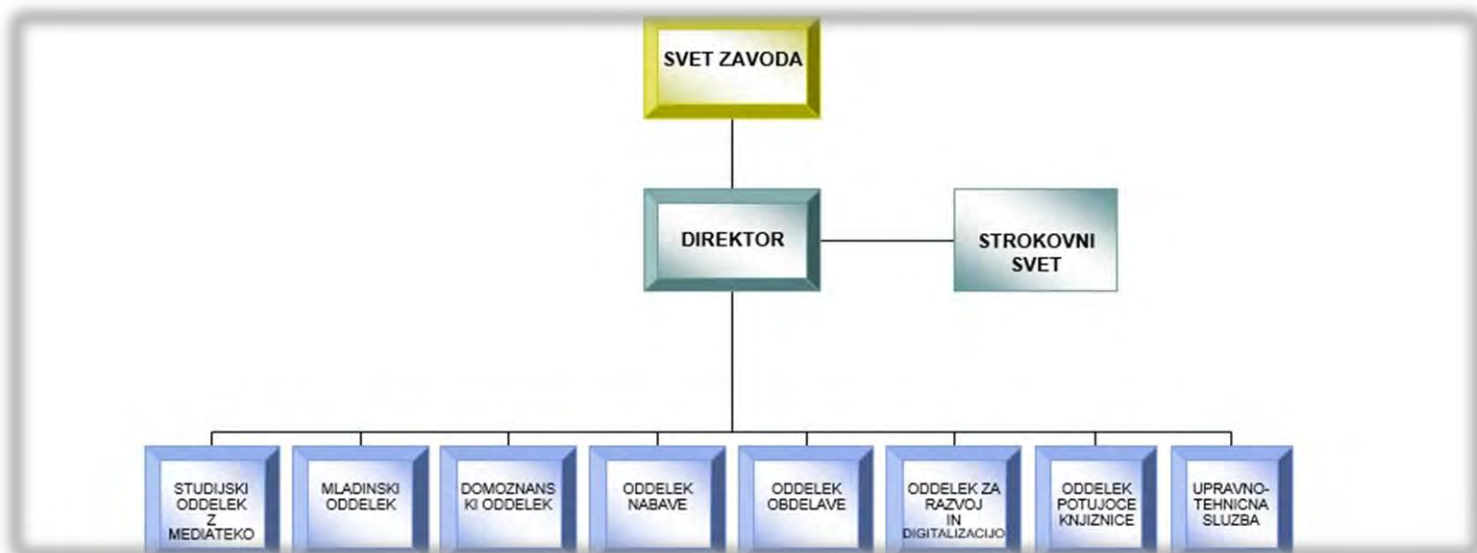 SVET ZAVODA
DIREKTOR
STROKOVNI
SVET
STUDIJSKI
ODDELEK
Z
MEDIATEKO
MLADINSKI
ODDELEK
DOMOZNANS
KI ODDELEK
ODDELEK
NABAVE
ODDELEK
OBDELAVE
ODDELEK ZA
RAZVOJ
IN
DIGITALIZACIJO
ODDELEK
POTUJOCE
KNJIZNICE
UPRAVNO-
TEHNICNA
SLUZBA